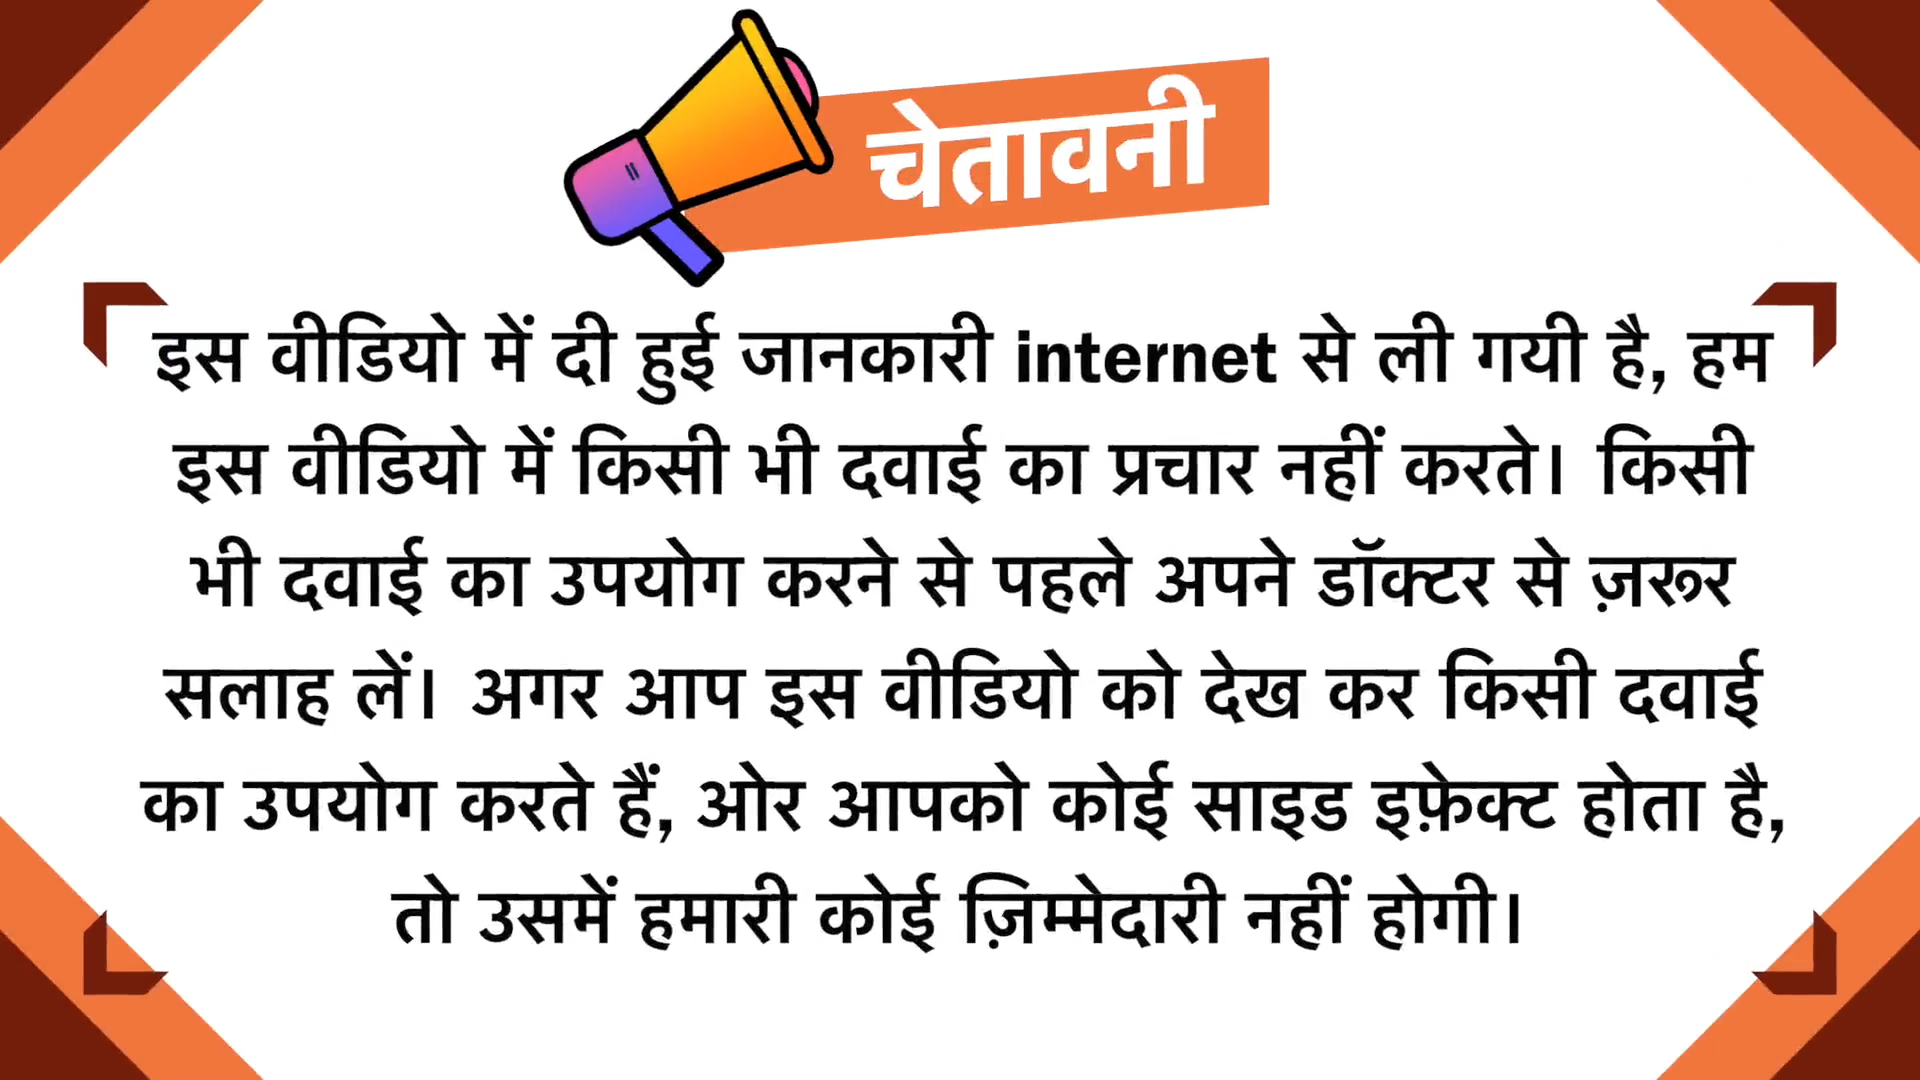 चेतावनी
इस वीडियो में दी हुई जानकारी internet से ली गयी है, हम
इस वीडियो में किसी भी दवाई का प्रचार नहीं करते। किसी
भी दवाई का उपयोग करने से पहले अपने डॉक्टर से ज़रूर
सलाह लें। अगर आप इस वीडियो को देख कर किसी दवाई
का उपयोग करते हैं, ओर आपको कोई साइड इफ़ेक्ट होता है,
तो उसमें हमारी कोई ज़िम्मेदारी नहीं होगी।